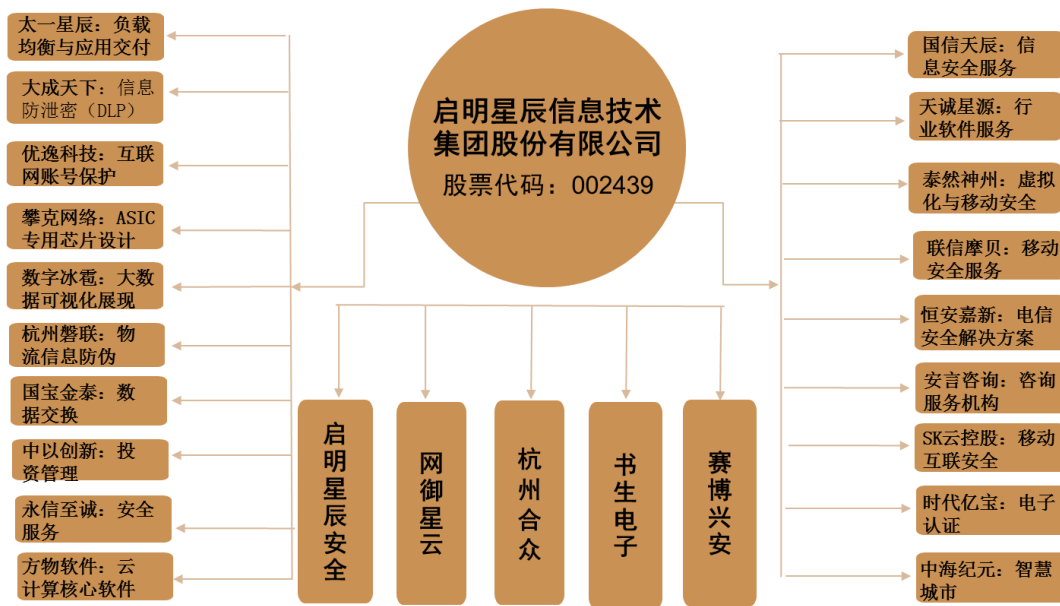 启明星辰信息技术
集团股份有限公司
股票代码：002439
太一星辰：负载
均衡与应用交付
大成天下：信息
防泄密（DLP）
优逸科技：互联
网账号保护
攀克网络：ASIC
专用芯片设计
数字冰雹：大数
据可视化展现
杭州磐联：物
流信息防伪
国宝金泰：数
据交换
中以创新：投
资管理
永信至诚：安全
服务
方物软件：云
计算核心软件
启明星辰安全
网御星云
杭州合众
书生电子
赛博兴安
国信天辰：信
息安全服务
天诚星源：行
业软件服务
泰然神州：虚拟
化与移动安全
联信摩贝：移动
安全服务
恒安嘉新：电信
安全解决方案
安言咨询：咨询
服务机构
SK云控股：移动
互联安全
时代亿宝：电子
认证
中海纪元：智慧
城市